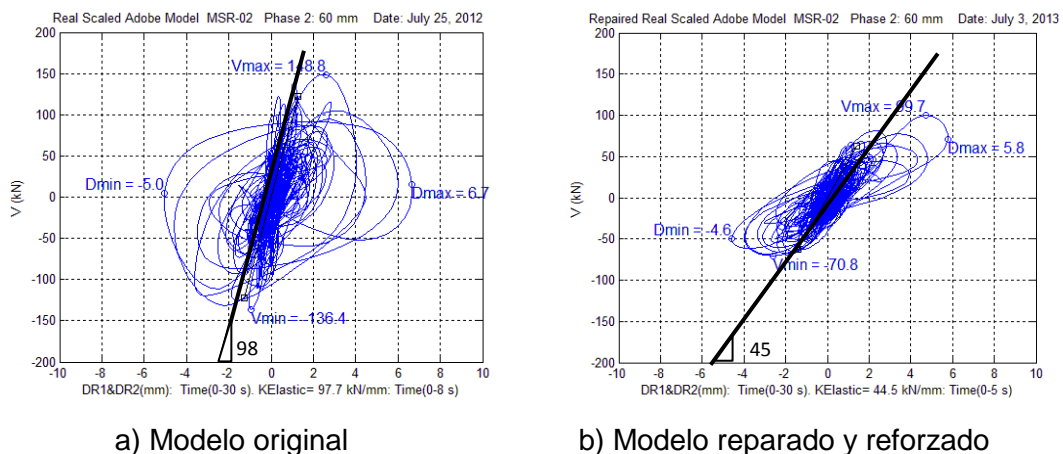 Real Scaled Adobe Model MSR-02 Phase 2: 60 mm Date: July 25, 2012
200
150
100
50
0
-50
-100
-150
-200
V (kN)
Vmax = 148.8
Dmin = -5.0
Dmax = 6.7
Vmin = -136.4
98
-10 -8 -6 -4 -2 0 2 4 6 8 10
DR1&DR2(mm): Time(0-30 s). KElastic= 97.7 kN/mm: Time(0-8 s)
a) Modelo original
Repaired Real Scaled Adobe Model MSR-02 Phase 2: 60 mm Date: July 3, 2013
200
150
100
50
0
-50
-100
-150
-200
V (kN)
Vmax = 99.7
Dmax = 5.8
Dmin = -4.6
Vmin = -70.8
45
-10 -8 -6 -4 -2 0 2 4 6 8 10
DR1&DR2(mm): Time(0-30 s). KElastic= 44.5 kN/mm: Time(0-5 s)
b) Modelo reparado y reforzado